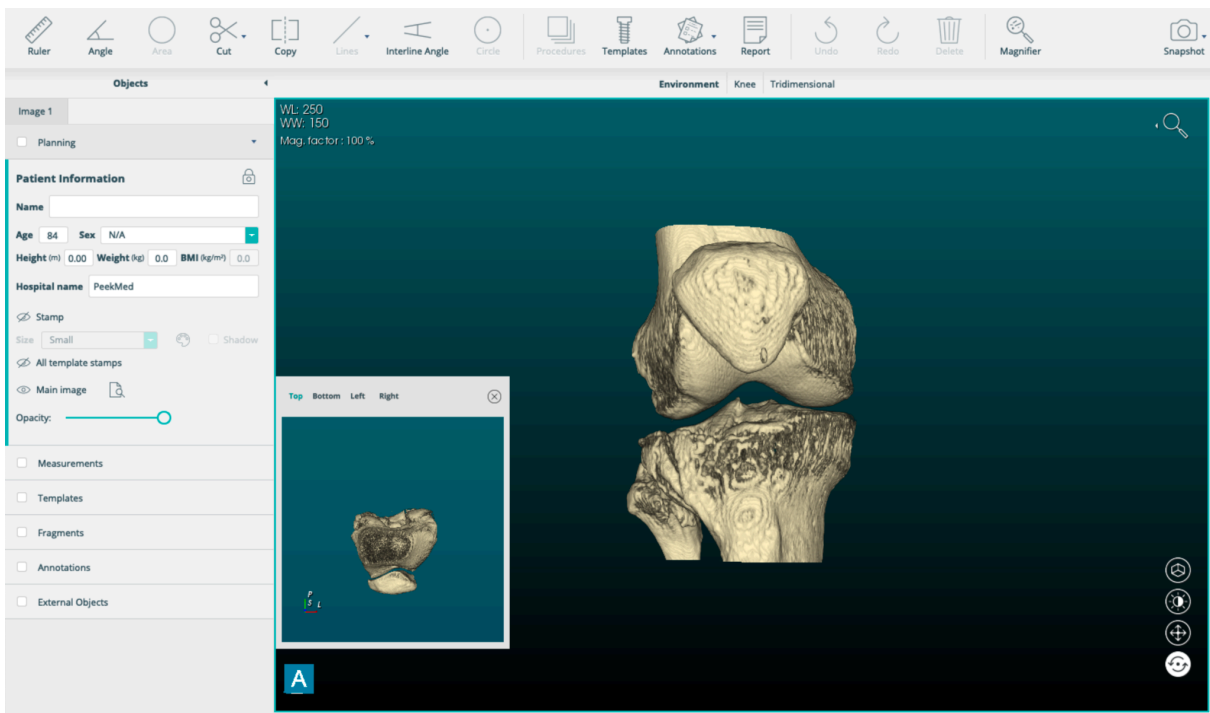 Ruler Angle Area Cut Copy Lines Interline Angle Circle Procedures Templates Annotations Report Undo Redo Delete Magnifier Snapshot
Objects
Environment Knee Tridimensional
Image 1
Planning
Patient Information
Name
Age 84 Sex N/A
Height (m) 0.00 Weight (kg) 0.0 BMI (kg/m²) 0.0
Hospital name PeekMed
Stamp
Size Small Shadow
All template stamps
Main image
Opacity:
Measurements
Templates
Fragments
Annotations
External Objects
WL: 250
WW: 150
Mag. factor : 100 %
Top Bottom Left Right
P
S L
A